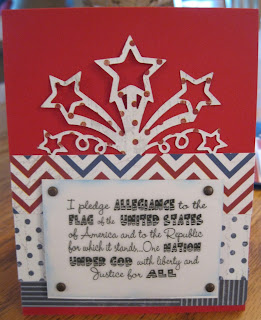 I pledge ALLEGIANCE to the
FLAG of the UNITED STATES
of America and to the Republic
for which it stands...One NATION
UNDER GOD with liberty and
Justice for ALL